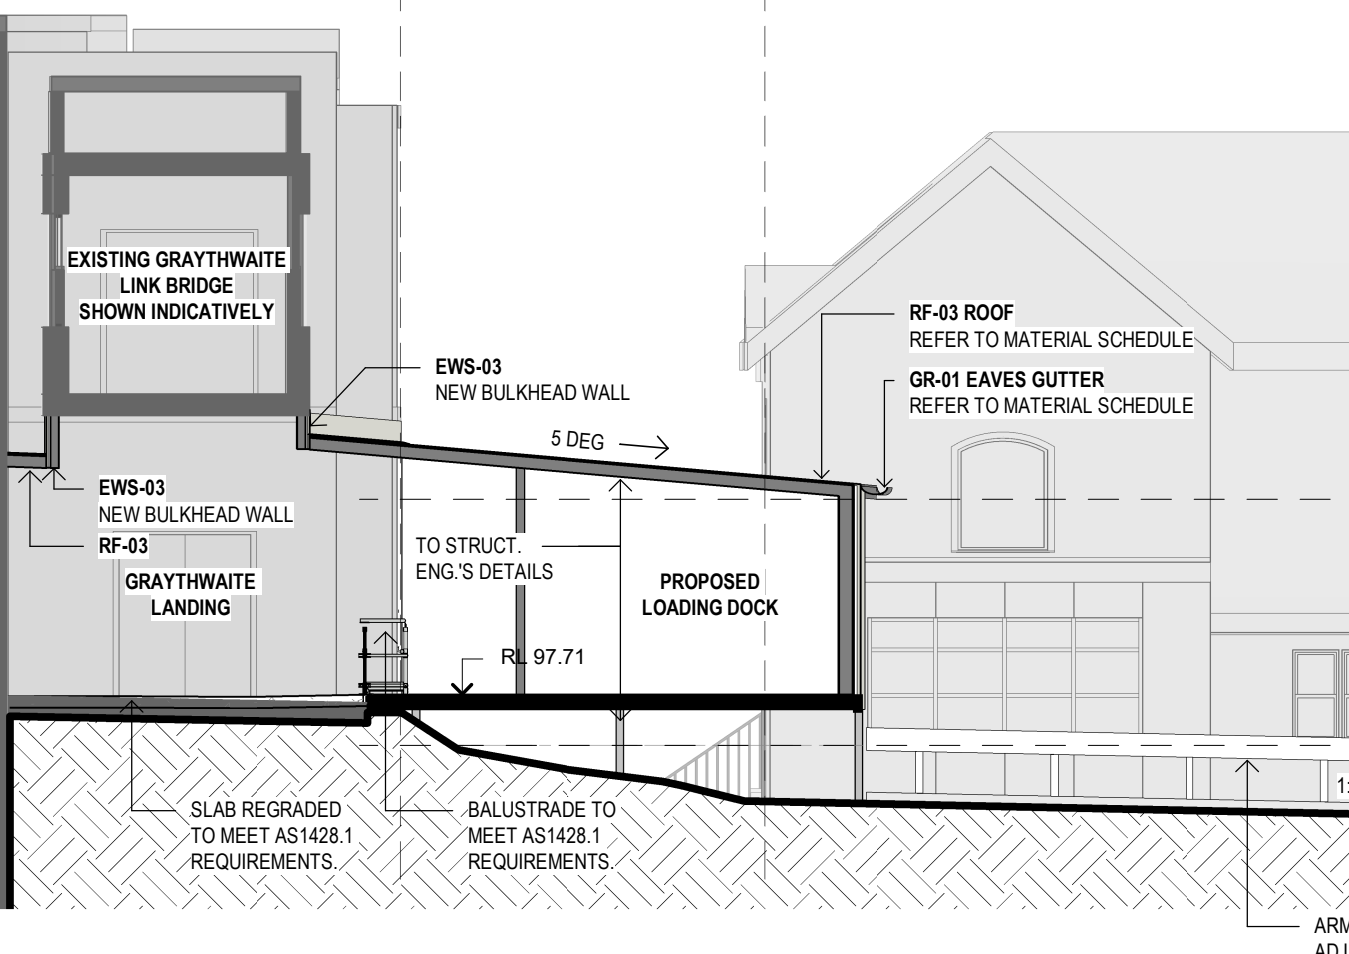 EXISTING GRAYTHWAITE
LINK BRIDGE
SHOWN INDICATIVELY
RF-03 ROOF
REFER TO MATERIAL SCHEDULE
GR-01 EAVES GUTTER
REFER TO MATERIAL SCHEDULE
EWS-03
NEW BULKHEAD WALL
5 DEG
EWS-03
NEW BULKHEAD WALL
RF-03
GRAYTHWAITE
LANDING
TO STRUCT.
ENG.'S DETAILS
PROPOSED
LOADING DOCK
RL 97.71
SLAB REGRADED
TO MEET AS1428.1
REQUIREMENTS.
BALUSTRADE TO
MEET AS1428.1
REQUIREMENTS.
1:
ARM